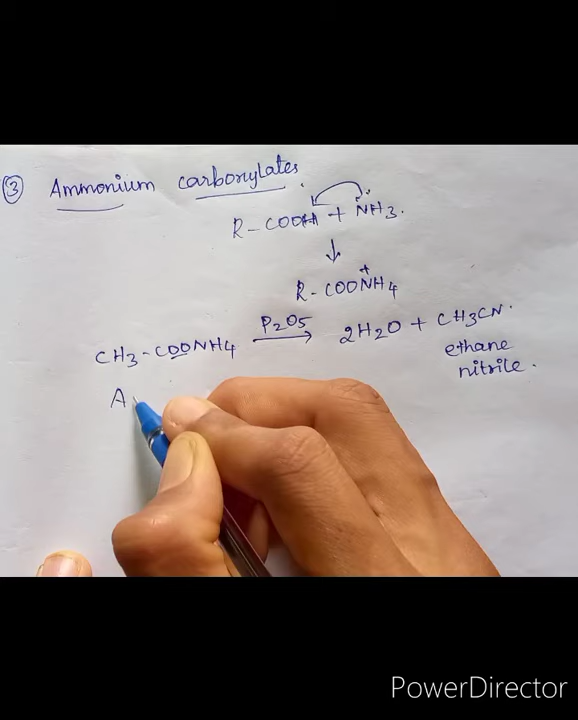 ③ Ammonium carboxylates.
R-COOH + NH3.
↓
R-COONH4 +
CH3-COONH4 P2O5 → 2H2O + CH3CN.
ethane
nitrile.
A
PowerDirector